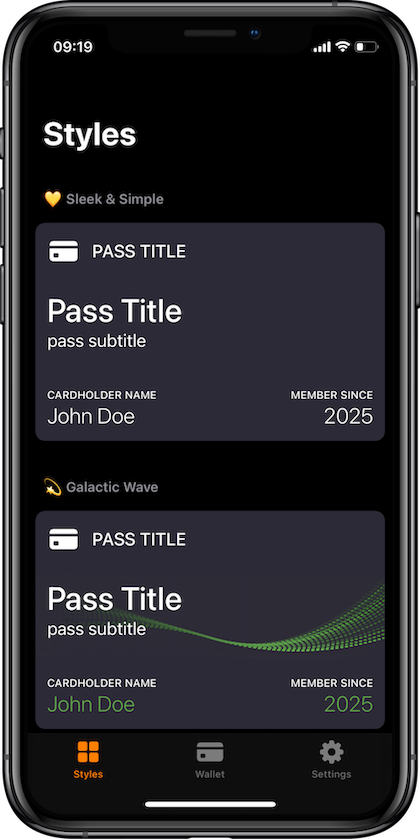 09:19
Styles
💛 Sleek & Simple
PASS TITLE
Pass Title
pass subtitle
CARDHOLDER NAME MEMBER SINCE
John Doe 2025
💫 Galactic Wave
PASS TITLE
Pass Title
pass subtitle
CARDHOLDER NAME MEMBER SINCE
John Doe 2025
Styles Wallet Settings